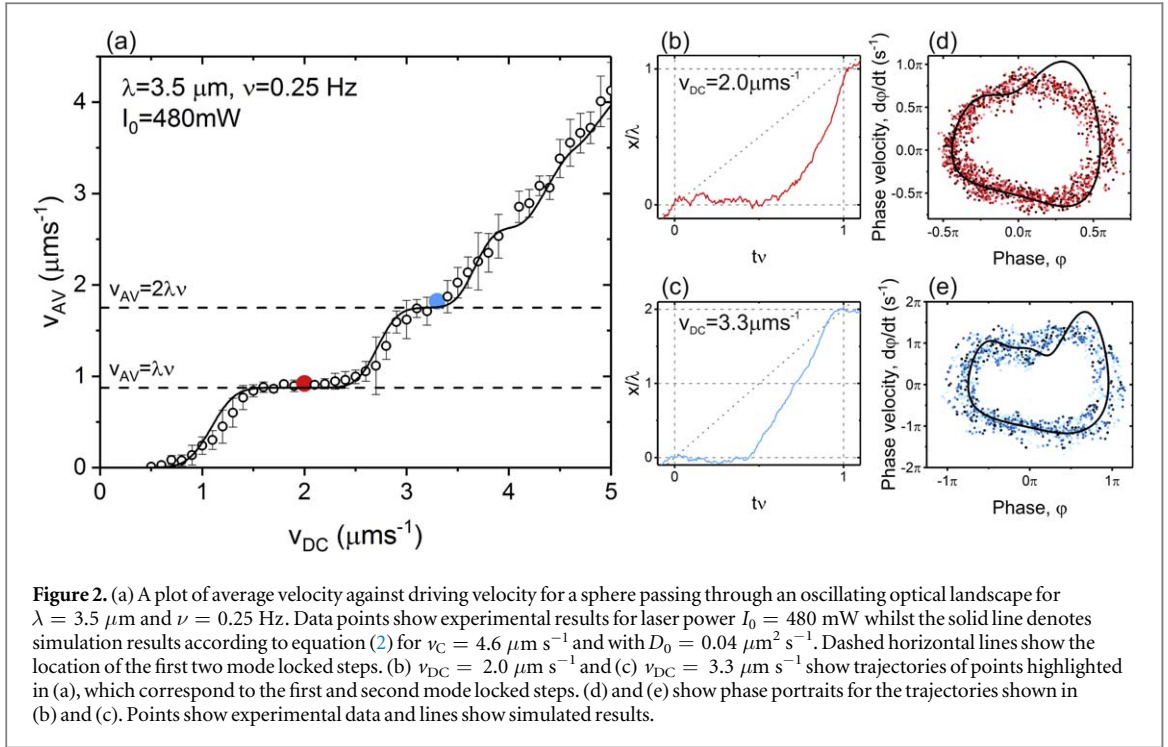 (a)
λ=3.5 μm, ν=0.25 Hz
I₀=480mW
v_AV=2λν
v_AV=λν
v_AV (μms⁻¹)
4
3
2
1
0
0 1 2 3 4 5
v_DC (μms⁻¹)
(b)
v_DC=2.0μms⁻¹
x/λ
1
0
0 1
tν
(c)
v_DC=3.3μms⁻¹
x/λ
2
1
0
0 1
tν
(d)
Phase velocity, dφ/dt (s⁻¹)
1.0π
0.5π
0.0π
-0.5π
-0.5π 0.0π 0.5π
Phase, φ
(e)
Phase velocity, dφ/dt (s⁻¹)
2π
1π
0π
-1π
-2π
-1π 0π 1π
Phase, φ
Figure 2. (a) A plot of average velocity against driving velocity for a sphere passing through an oscillating optical landscape for
λ = 3.5 μm and ν = 0.25 Hz. Data points show experimental results for laser power I₀ = 480 mW whilst the solid line denotes
simulation results according to equation (2) for v_C = 4.6 μm s⁻¹ and with D₀ = 0.04 μm² s⁻¹. Dashed horizontal lines show the
location of the first two mode locked steps. (b) v_DC = 2.0 μm s⁻¹ and (c) v_DC = 3.3 μm s⁻¹ show trajectories of points highlighted
in (a), which correspond to the first and second mode locked steps. (d) and (e) show phase portraits for the trajectories shown in
(b) and (c). Points show experimental data and lines show simulated results.